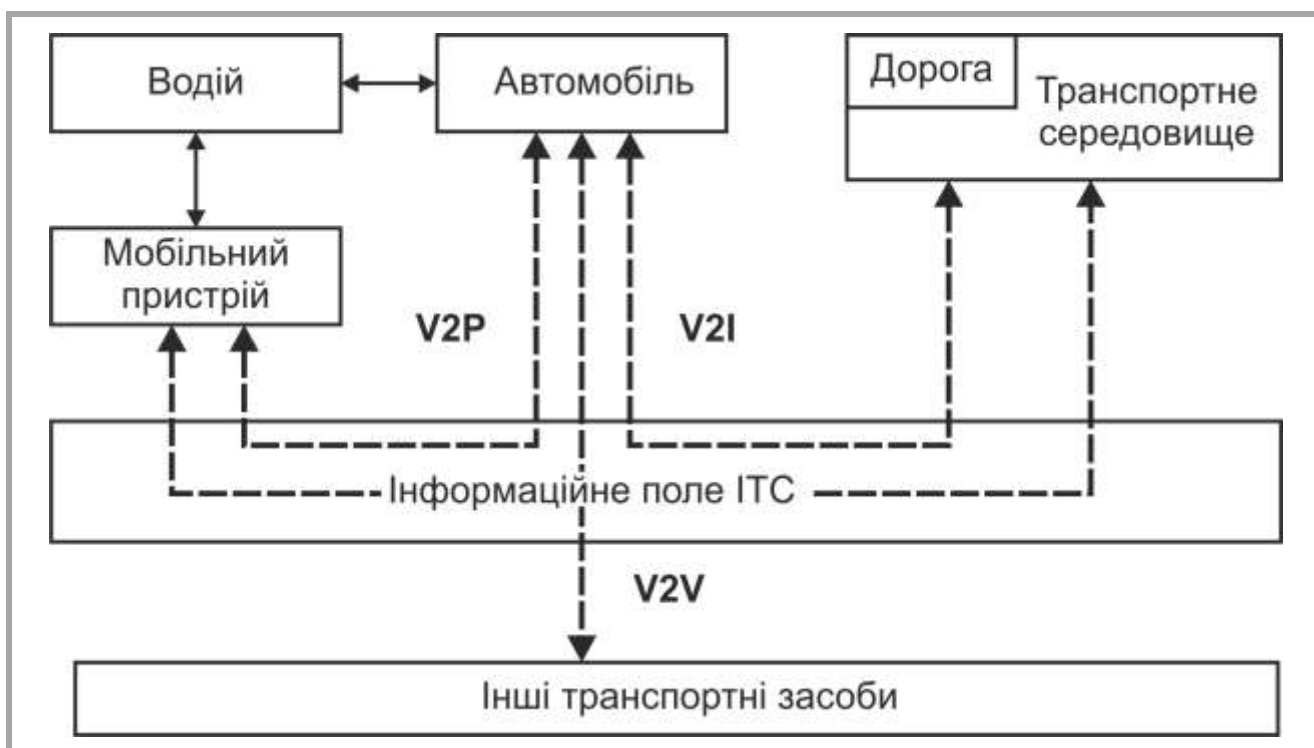 Водій
Автомобіль
Дорога
Транспортне
середовище
Мобільний
пристрій
V2P
V2I
Інформаційне поле ІТС
V2V
Інші транспортні засоби